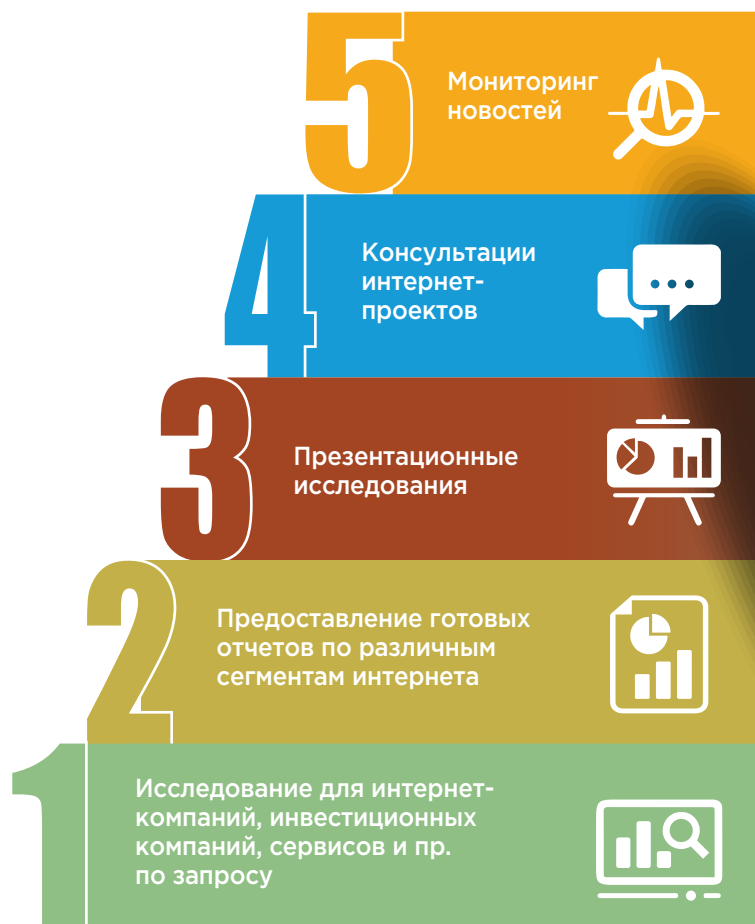 5
Мониторинг
новостей
4
Консультации
интернет-
проектов
3
Презентационные
исследования
2
Предоставление готовых
отчетов по различным
сегментам интернета
1
Исследование для интернет-
компаний, инвестиционных
компаний, сервисов и пр.
по запросу